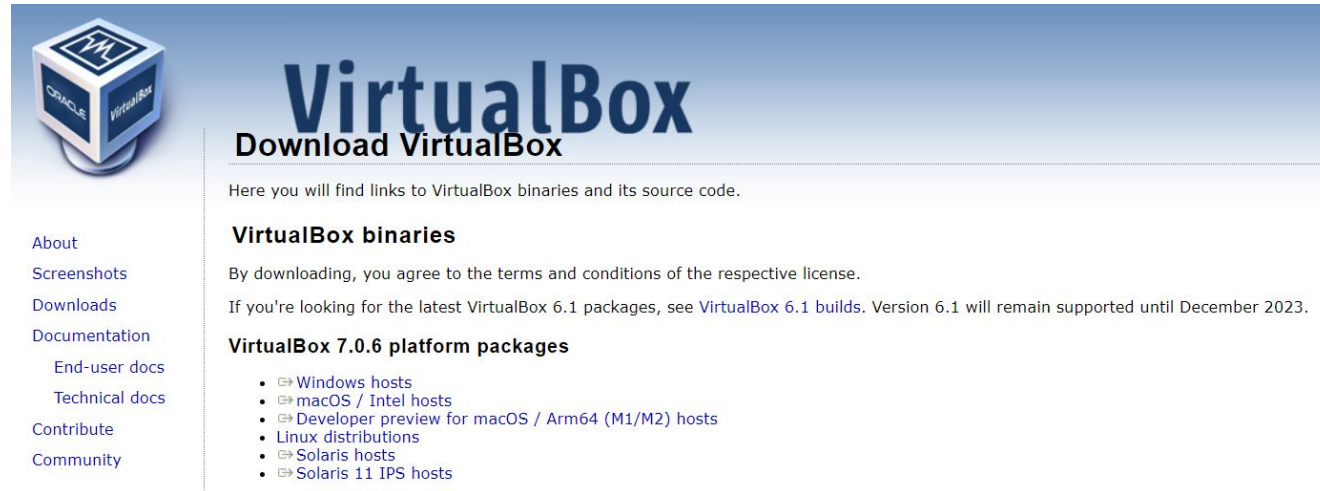 ORACLE
VirtualBox
VirtualBox
Download VirtualBox
Here you will find links to VirtualBox binaries and its source code.
VirtualBox binaries
By downloading, you agree to the terms and conditions of the respective license.
If you're looking for the latest VirtualBox 6.1 packages, see VirtualBox 6.1 builds. Version 6.1 will remain supported until December 2023.
VirtualBox 7.0.6 platform packages
Windows hosts
macOS / Intel hosts
Developer preview for macOS / Arm64 (M1/M2) hosts
Linux distributions
Solaris hosts
Solaris 11 IPS hosts
About
Screenshots
Downloads
Documentation
End-user docs
Technical docs
Contribute
Community